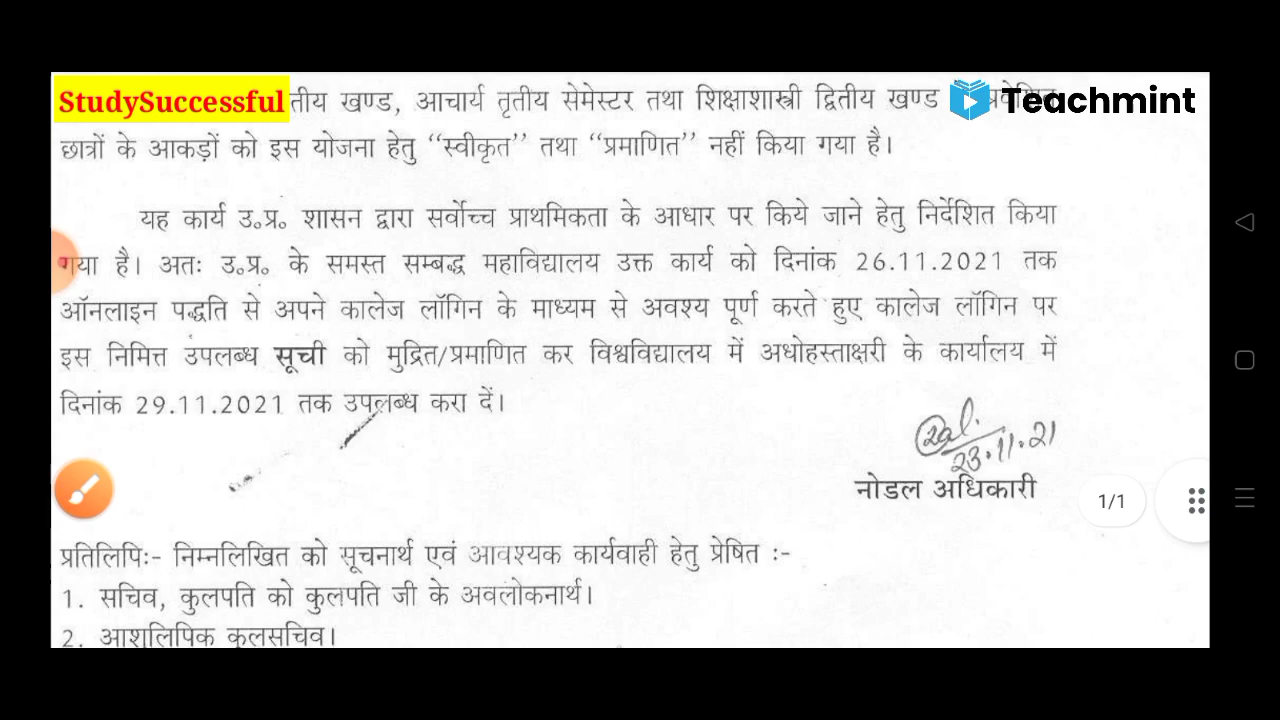 StudySuccessful तीय खण्ड, आचार्य तृतीय सेमेस्टर तथा शिक्षाशास्त्री द्वितीय खण्ड
Teachmint
छात्रों के आकड़ों को इस योजना हेतु “स्वीकृत” तथा “प्रमाणित” नहीं किया गया है।
यह कार्य उ०प्र० शासन द्वारा सर्वोच्च प्राथमिकता के आधार पर किये जाने हेतु निर्देशित किया
गया है। अतः उ०प्र० के समस्त सम्बद्ध महाविद्यालय उक्त कार्य को दिनांक 26.11.2021 तक
ऑनलाइन पद्धति से अपने कालेज लॉगिन के माध्यम से अवश्य पूर्ण करते हुए कालेज लॉगिन पर
इस निमित्त उपलब्ध सूची को मुद्रित/प्रमाणित कर विश्वविद्यालय में अधोहस्ताक्षरी के कार्यालय में
दिनांक 29.11.2021 तक उपलब्ध करा दें।
23.11.21
नोडल अधिकारी
1/1
प्रतिलिपिः- निम्नलिखित को सूचनार्थ एवं आवश्यक कार्यवाही हेतु प्रेषित :-
1. सचिव, कुलपति को कुलपति जी के अवलोकनार्थ।
2. आशुलिपिक कुलसचिव।